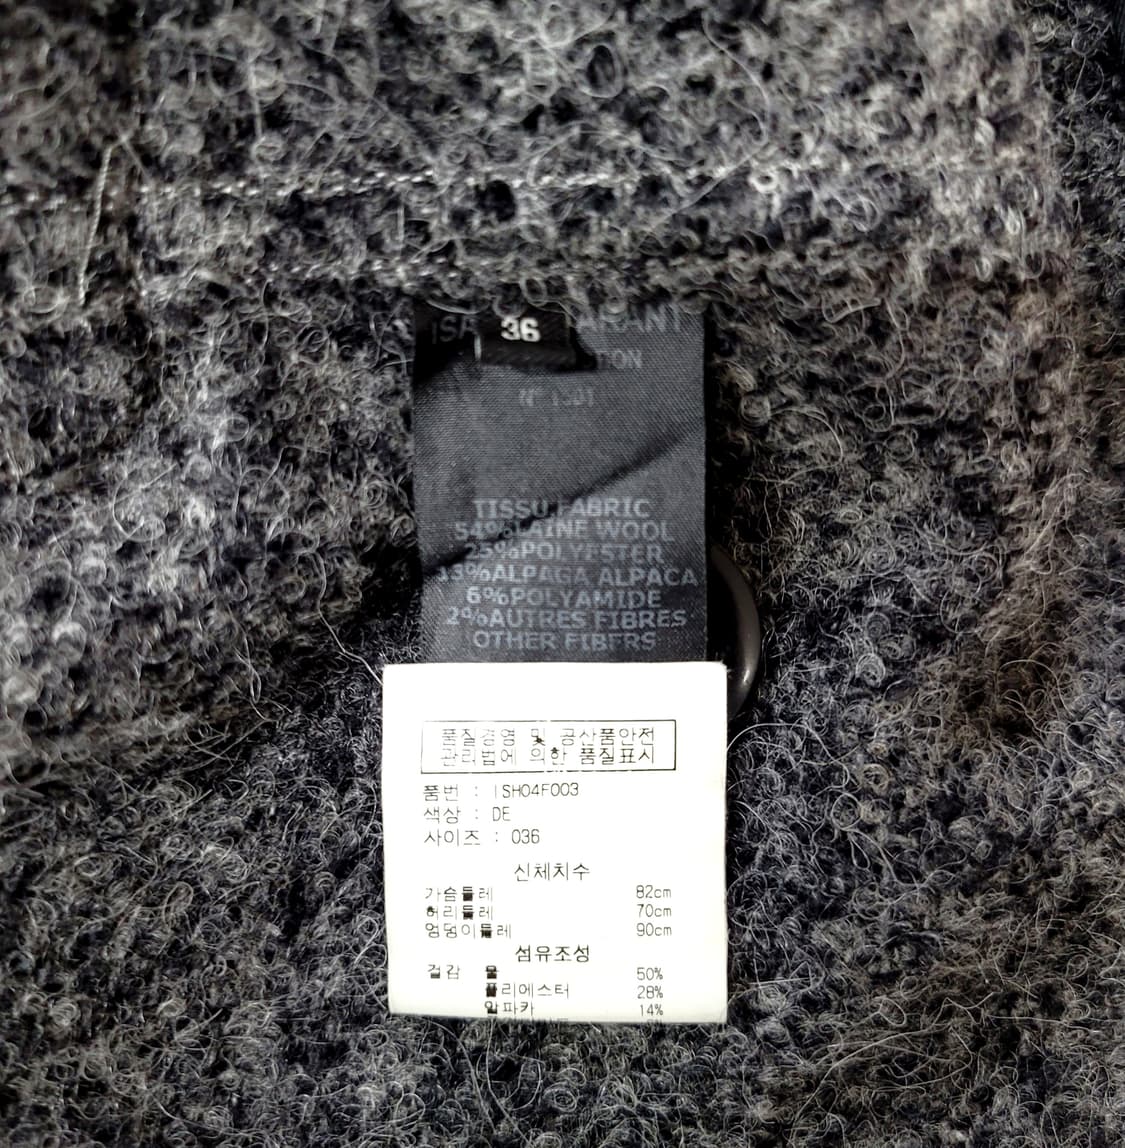 36
TISSU FABRIC
54%LAINE WOOL
25%POLYESTER
13%ALPAGA ALPACA
6%POLYAMIDE
2%AUTRES FIBRES
OTHER FIBERS
품질경영 및 공산품안전
관리법에 의한 품질표시
품번 : ISH04F003
색상 : DE
사이즈 : 036
신체치수
가슴둘레 82cm
허리둘레 70cm
엉덩이둘레 90cm
섬유조성
겉감 울 50%
폴리에스터 28%
알파카 14%